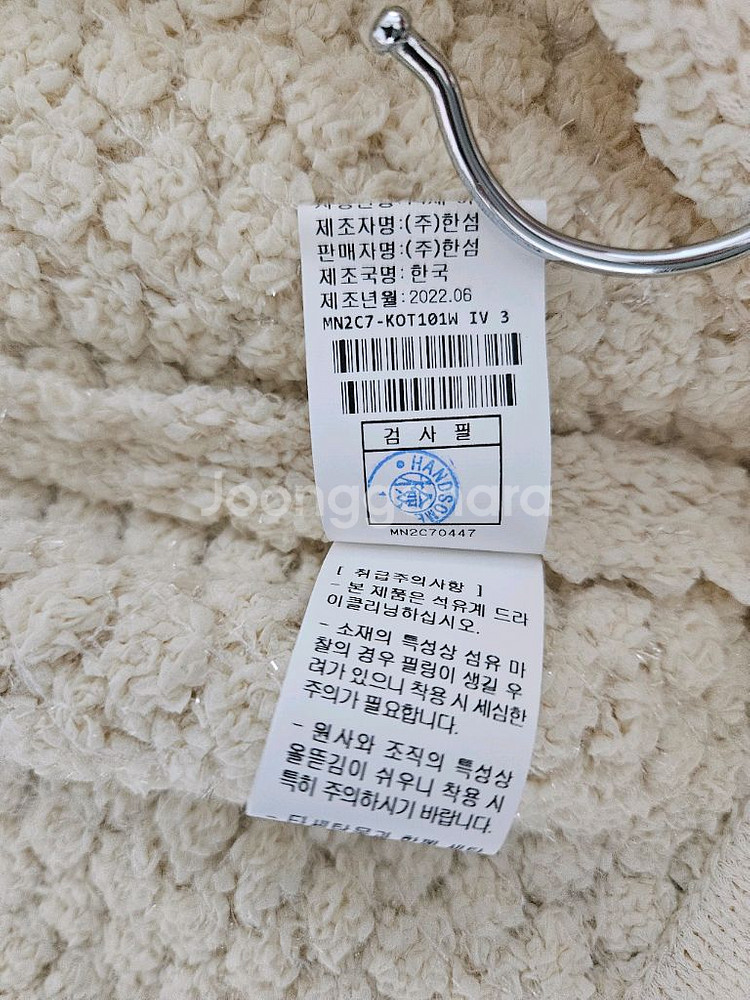 제조자명:(주)한섬
판매자명:(주)한섬
제조국명:한국
제조년월:2022.06
MN2C7-KOT101W IV 3
검 사 필
HANDSOME
Joonggonara
MN2C70447
[ 취급주의사항 ]
- 본 제품은 석유계 드라
이클리닝하십시오.
- 소재의 특성상 섬유 마
찰의 경우 필링이 생길 우
려가 있으니 착용 시 세심한
주의가 필요합니다.
- 원사와 조직의 특성상
올뜯김이 쉬우니 착용 시
특히 주의하시기 바랍니다.